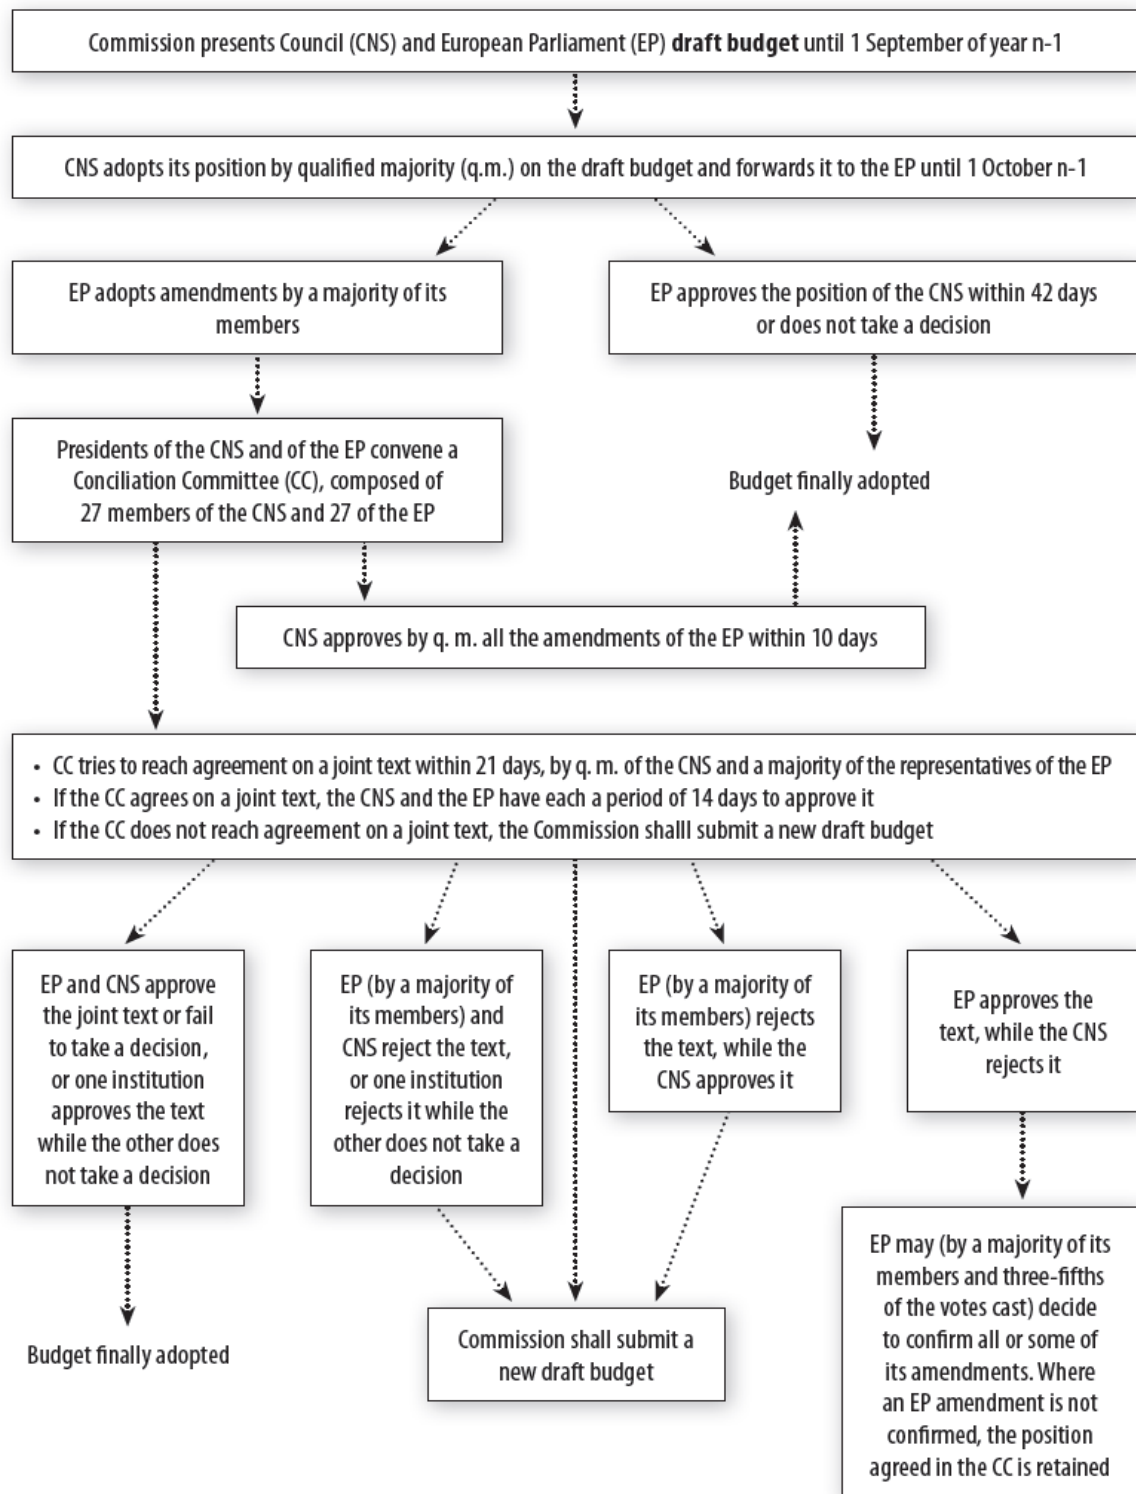 Commission presents Council (CNS) and European Parliament (EP) draft budget until 1 September of year n-1
CNS adopts its position by qualified majority (q.m.) on the draft budget and forwards it to the EP until 1 October n-1
EP adopts amendments by a majority of its
members
EP approves the position of the CNS within 42 days
or does not take a decision
Presidents of the CNS and of the EP convene a
Conciliation Committee (CC), composed of
27 members of the CNS and 27 of the EP
Budget finally adopted
CNS approves by q. m. all the amendments of the EP within 10 days
• CC tries to reach agreement on a joint text within 21 days, by q. m. of the CNS and a majority of the representatives of the EP
• If the CC agrees on a joint text, the CNS and the EP have each a period of 14 days to approve it
• If the CC does not reach agreement on a joint text, the Commission shalll submit a new draft budget
EP and CNS approve
the joint text or fail
to take a decision,
or one institution
approves the text
while the other does
not take a decision
EP (by a majority of
its members) and
CNS reject the text,
or one institution
rejects it while the
other does not take a
decision
EP (by a majority of
its members) rejects
the text, while the
CNS approves it
EP approves the
text, while the CNS
rejects it
Budget finally adopted
Commission shall submit a
new draft budget
EP may (by a majority of its
members and three-fifths
of the votes cast) decide
to confirm all or some of
its amendments. Where
an EP amendment is not
confirmed, the position
agreed in the CC is retained